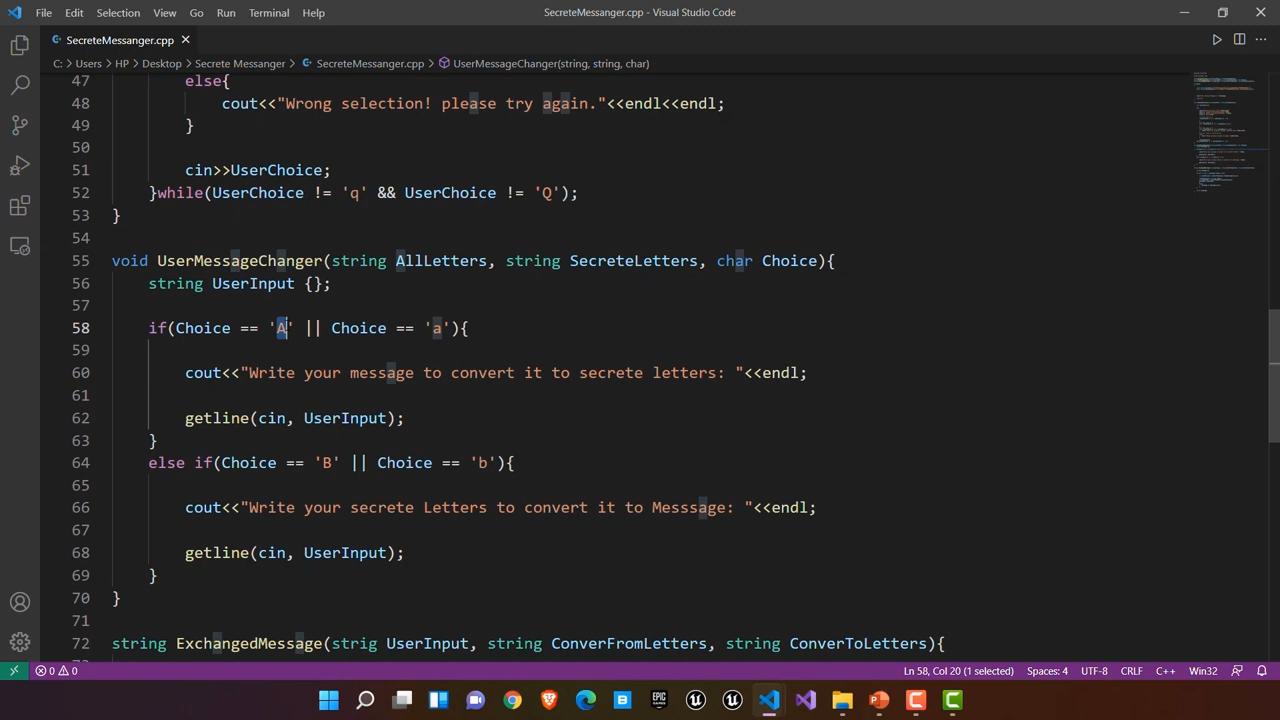 File Edit Selection View Go Run Terminal Help SecreteMessanger.cpp - Visual Studio Code
SecreteMessanger.cpp
C: > Users > HP > Desktop > Secrete Messanger > SecreteMessanger.cpp > UserMessageChanger(string, string, char)
47 else{
48 cout<<"Wrong selection! please try again."<<endl<<endl;
49 }
50
51 cin>>UserChoice;
52 }while(UserChoice != 'q' && UserChoice != 'Q');
53 }
54
55 void UserMessageChanger(string AllLetters, string SecreteLetters, char Choice){
56 string UserInput {};
57
58 if(Choice == 'A' || Choice == 'a'){
59
60 cout<<"Write your message to convert it to secrete letters: "<<endl;
61
62 getline(cin, UserInput);
63 }
64 else if(Choice == 'B' || Choice == 'b'){
65
66 cout<<"Write your secrete Letters to convert it to Messsage: "<<endl;
67
68 getline(cin, UserInput);
69 }
70 }
71
72 string ExchangedMessage(strig UserInput, string ConverFromLetters, string ConverToLetters){
0 0 Ln 58, Col 20 (1 selected) Spaces: 4 UTF-8 CRLF C++ Win32